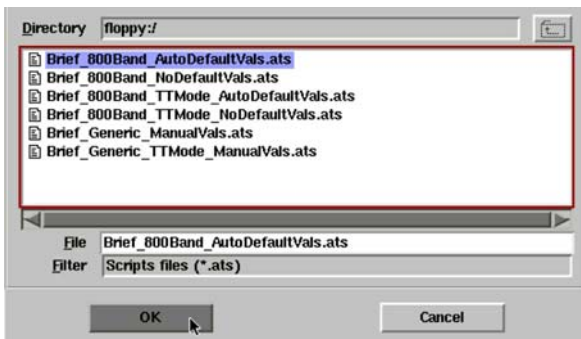 Directory floppy:/
Brief_800Band_AutoDefaultVals.ats
Brief_800Band_NoDefaultVals.ats
Brief_800Band_TTMode_AutoDefaultVals.ats
Brief_800Band_TTMode_NoDefaultVals.ats
Brief_Generic_ManualVals.ats
Brief_Generic_TTMode_ManualVals.ats
File Brief_800Band_AutoDefaultVals.ats
Filter Scripts files (*.ats)
OK Cancel